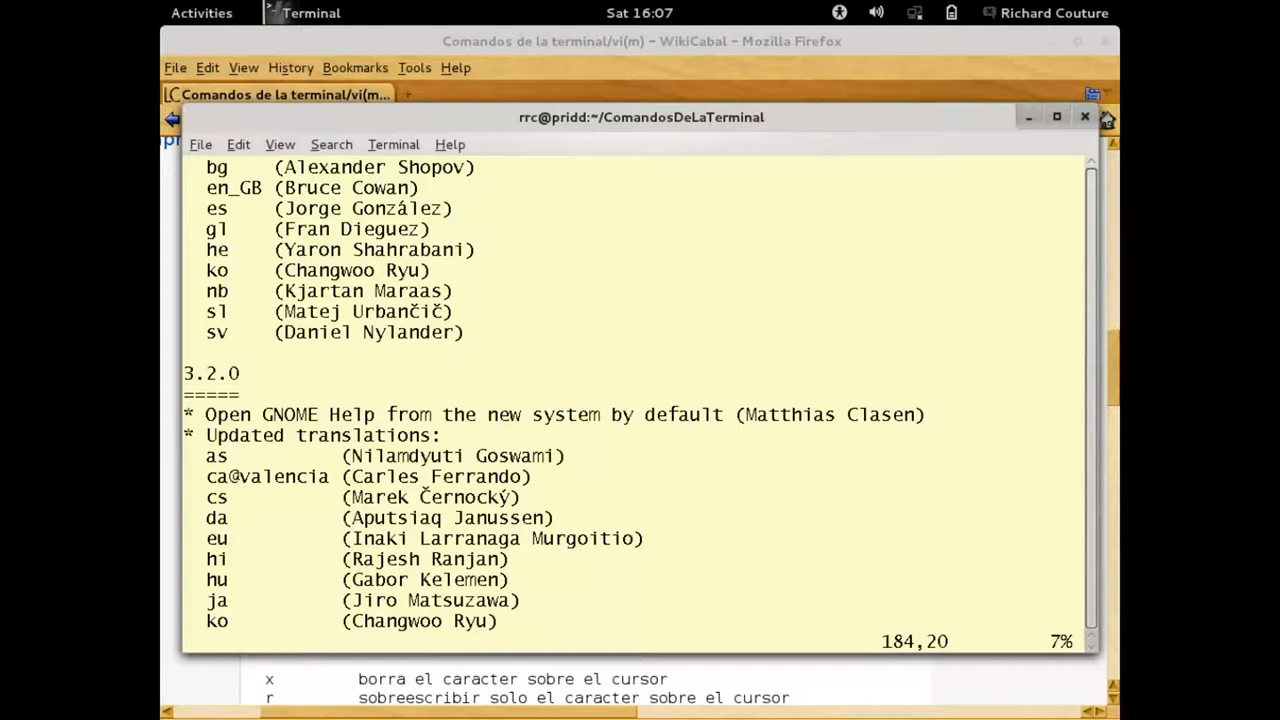 Activities Terminal Sat 16:07 Richard Couture
Comandos de la terminal/vi(m) – WikiCabal – Mozilla Firefox
File Edit View History Bookmarks Tools Help
Comandos de la terminal/vi(m...
rrc@pridd:~/ComandosDeLaTerminal
File Edit View Search Terminal Help
bg (Alexander Shopov)
en_GB (Bruce Cowan)
es (Jorge González)
gl (Fran Dieguez)
he (Yaron Shahrabani)
ko (Changwoo Ryu)
nb (Kjartan Maraas)
sl (Matej Urbančič)
sv (Daniel Nylander)
3.2.0
=====
* Open GNOME Help from the new system by default (Matthias Clasen)
* Updated translations:
as (Nilamdyuti Goswami)
ca@valencia (Carles Ferrando)
cs (Marek Černocký)
da (Aputsiaq Janussen)
eu (Inaki Larranaga Murgoitio)
hi (Rajesh Ranjan)
hu (Gabor Kelemen)
ja (Jiro Matsuzawa)
ko (Changwoo Ryu)
184,20 7%
x borra el caracter sobre el cursor
r sobreescribir solo el caracter sobre el cursor